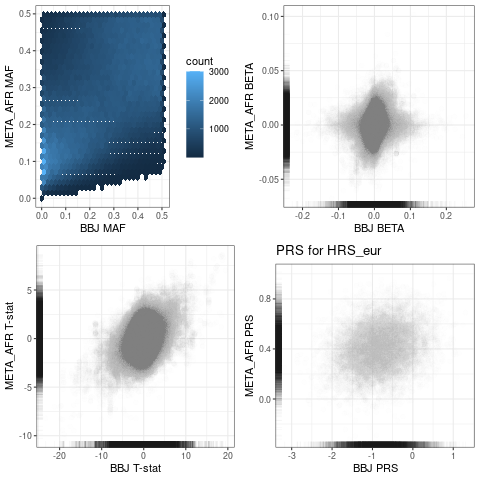 0.5
0.4
0.3
0.2
0.1
0.0
META_AFR MAF
0.0 0.1 0.2 0.3 0.4 0.5
BBJ MAF
count
3000
2000
1000
0.10
0.05
0.00
-0.05
META_AFR BETA
-0.2 -0.1 0.0 0.1 0.2
BBJ BETA
5
0
-5
-10
META_AFR T-stat
-20 -10 0 10 20
BBJ T-stat
PRS for HRS_eur
0.8
0.4
0.0
META_AFR PRS
-3 -2 -1 0 1
BBJ PRS